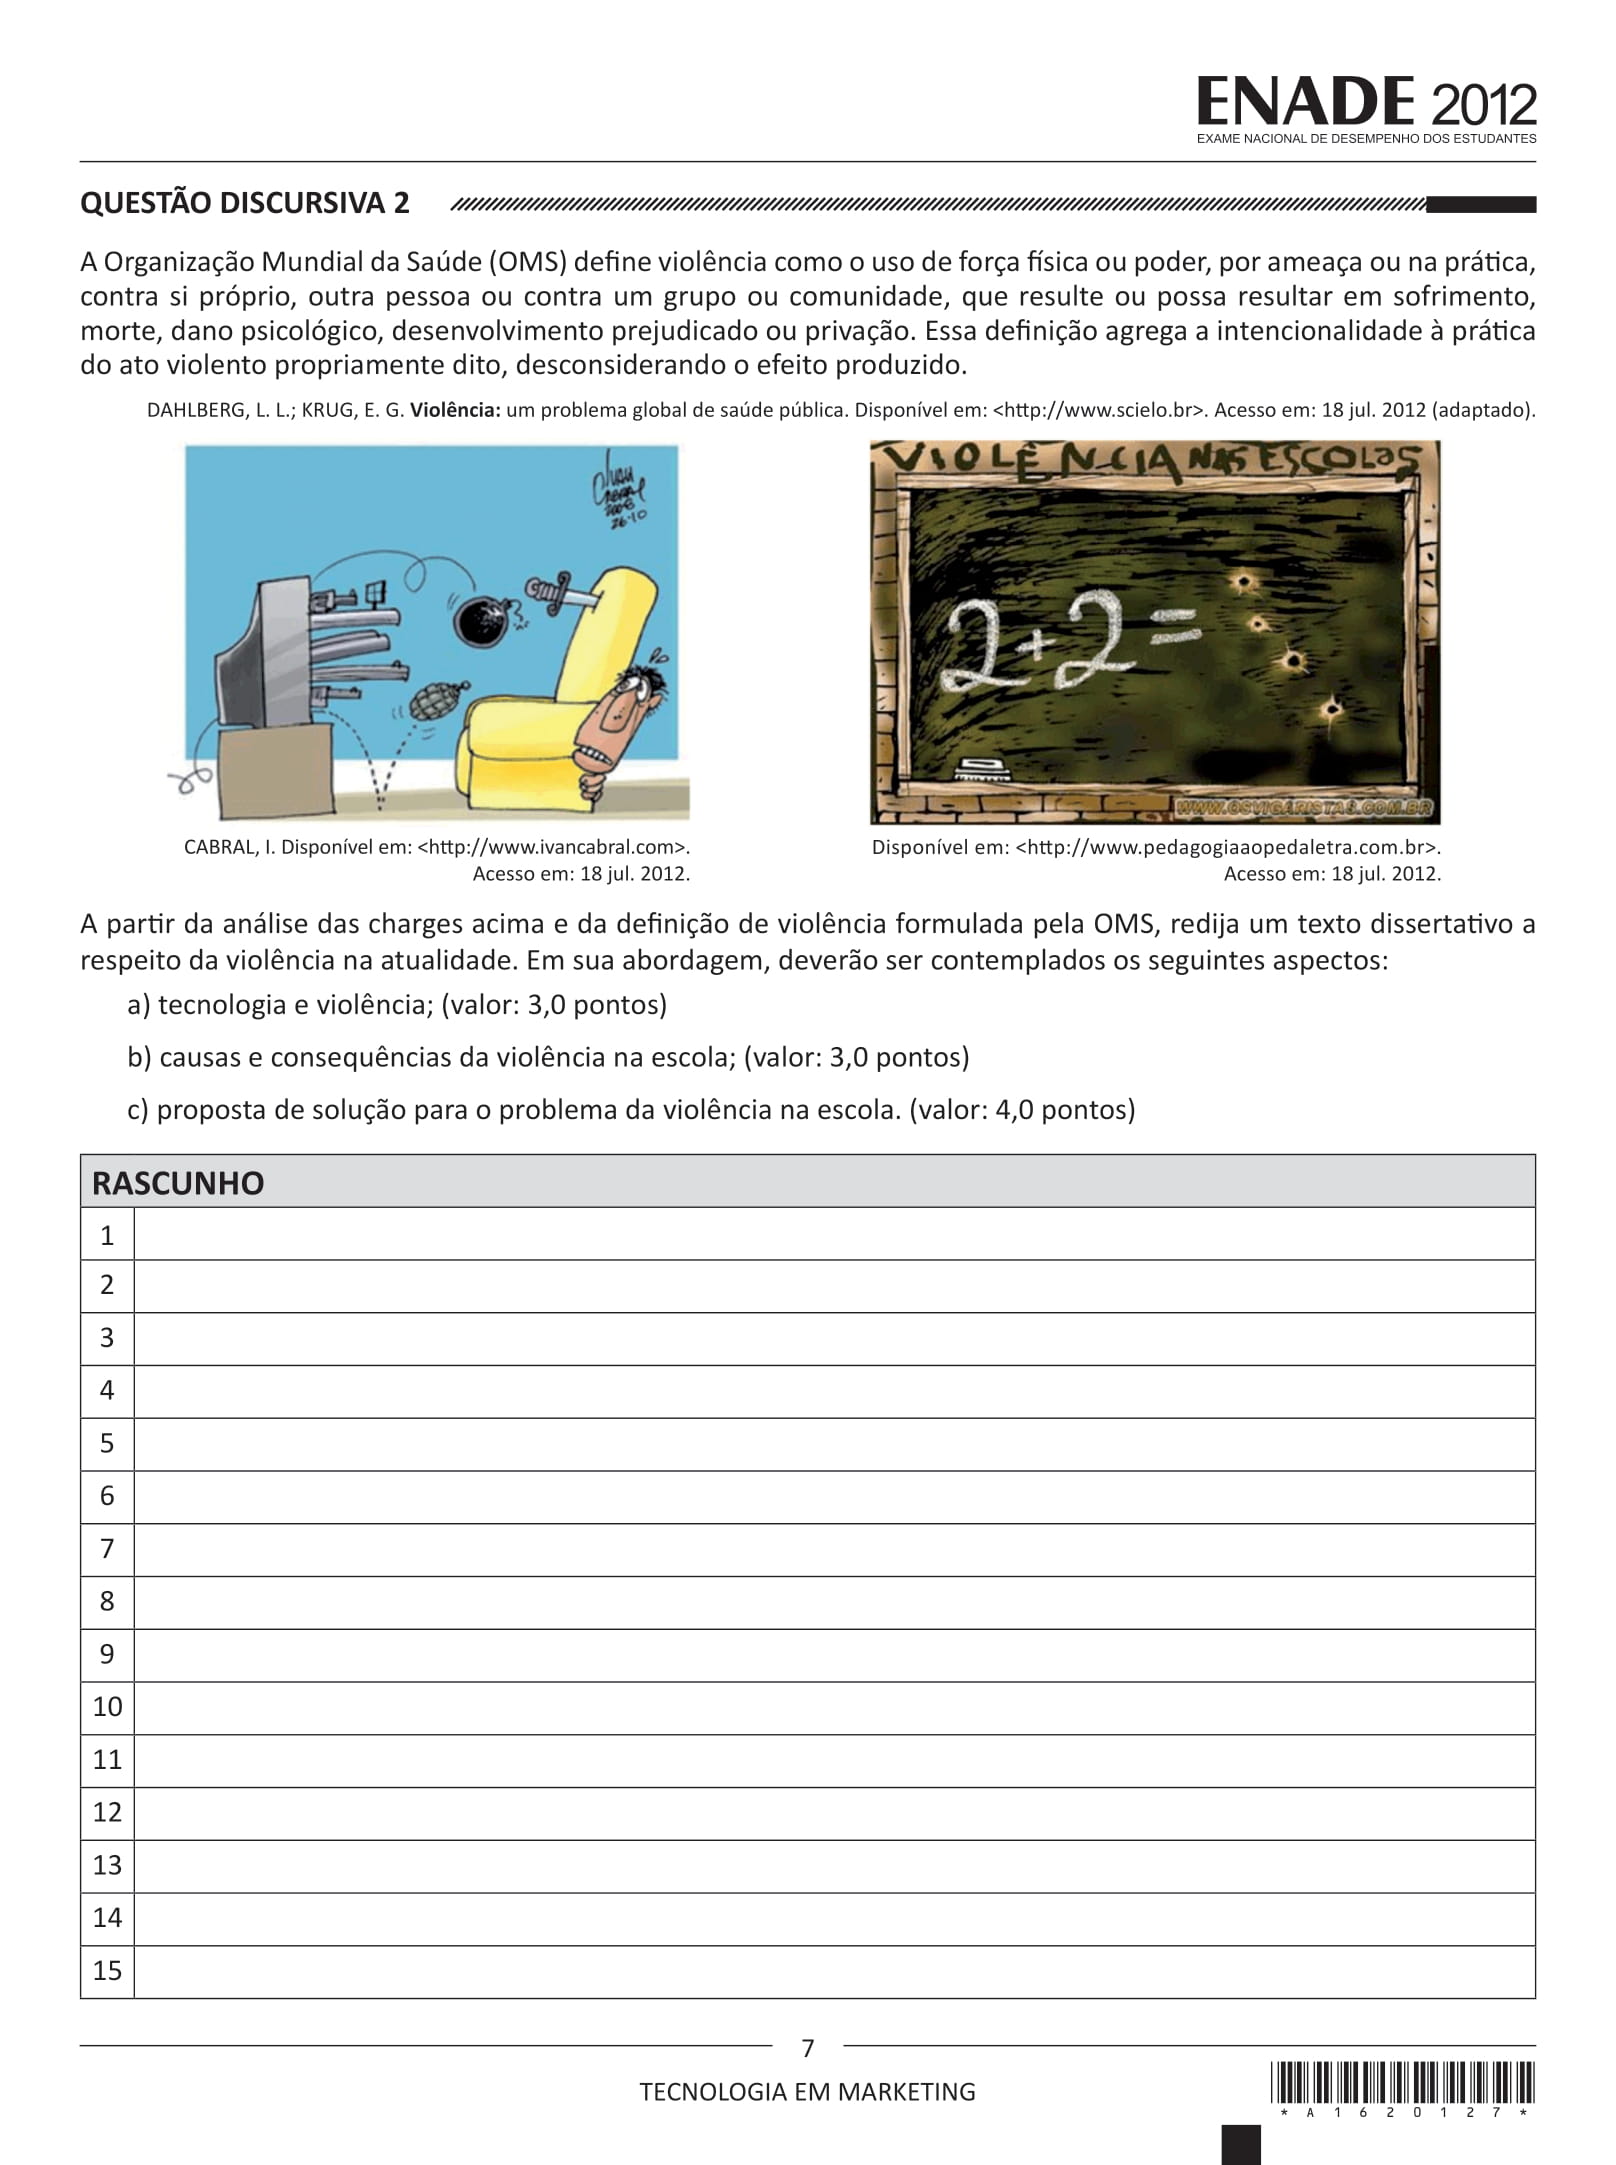 ENADE 2012
EXAME NACIONAL DE DESEMPENHO DOS ESTUDANTES
QUESTÃO DISCURSIVA 2
A Organização Mundial da Saúde (OMS) define violência como o uso de força física ou poder, por ameaça ou na prática,
contra si próprio, outra pessoa ou contra um grupo ou comunidade, que resulte ou possa resultar em sofrimento,
morte, dano psicológico, desenvolvimento prejudicado ou privação. Essa definição agrega a intencionalidade à prática
do ato violento propriamente dito, desconsiderando o efeito produzido.
DAHLBERG, L. L.; KRUG, E. G. Violência: um problema global de saúde pública. Disponível em: <http://www.scielo.br>. Acesso em: 18 jul. 2012 (adaptado).
Ivan
Cabral
2008
26-10
VIOLÊNCIA NAS ESCOLAS
2+2=
WWW.OSVIGARISTAS.COM.BR
CABRAL, I. Disponível em: <http://www.ivancabral.com>.
Acesso em: 18 jul. 2012.
Disponível em: <http://www.pedagogiaaopedaletra.com.br>.
Acesso em: 18 jul. 2012.
A partir da análise das charges acima e da definição de violência formulada pela OMS, redija um texto dissertativo a
respeito da violência na atualidade. Em sua abordagem, deverão ser contemplados os seguintes aspectos:
a) tecnologia e violência; (valor: 3,0 pontos)
b) causas e consequências da violência na escola; (valor: 3,0 pontos)
c) proposta de solução para o problema da violência na escola. (valor: 4,0 pontos)
RASCUNHO
1
2
3
4
5
6
7
8
9
10
11
12
13
14
15
7
TECNOLOGIA EM MARKETING
* A 1 6 2 0 1 2 7 *